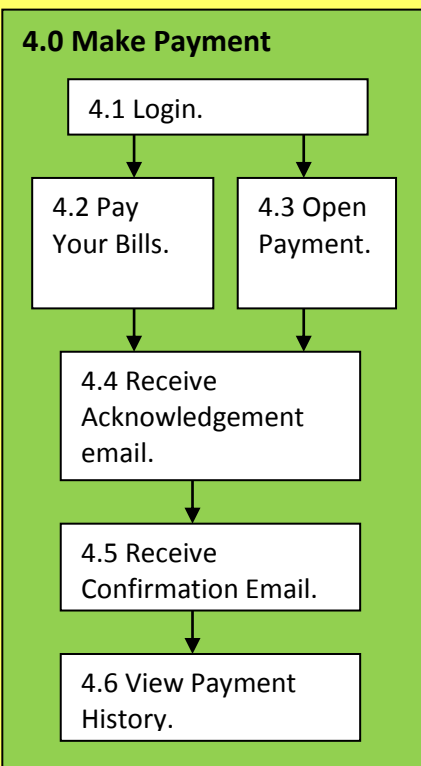 4.0 Make Payment
4.1 Login.
4.2 Pay
Your Bills.
4.3 Open
Payment.
4.4 Receive
Acknowledgement
email.
4.5 Receive
Confirmation Email.
4.6 View Payment
History.